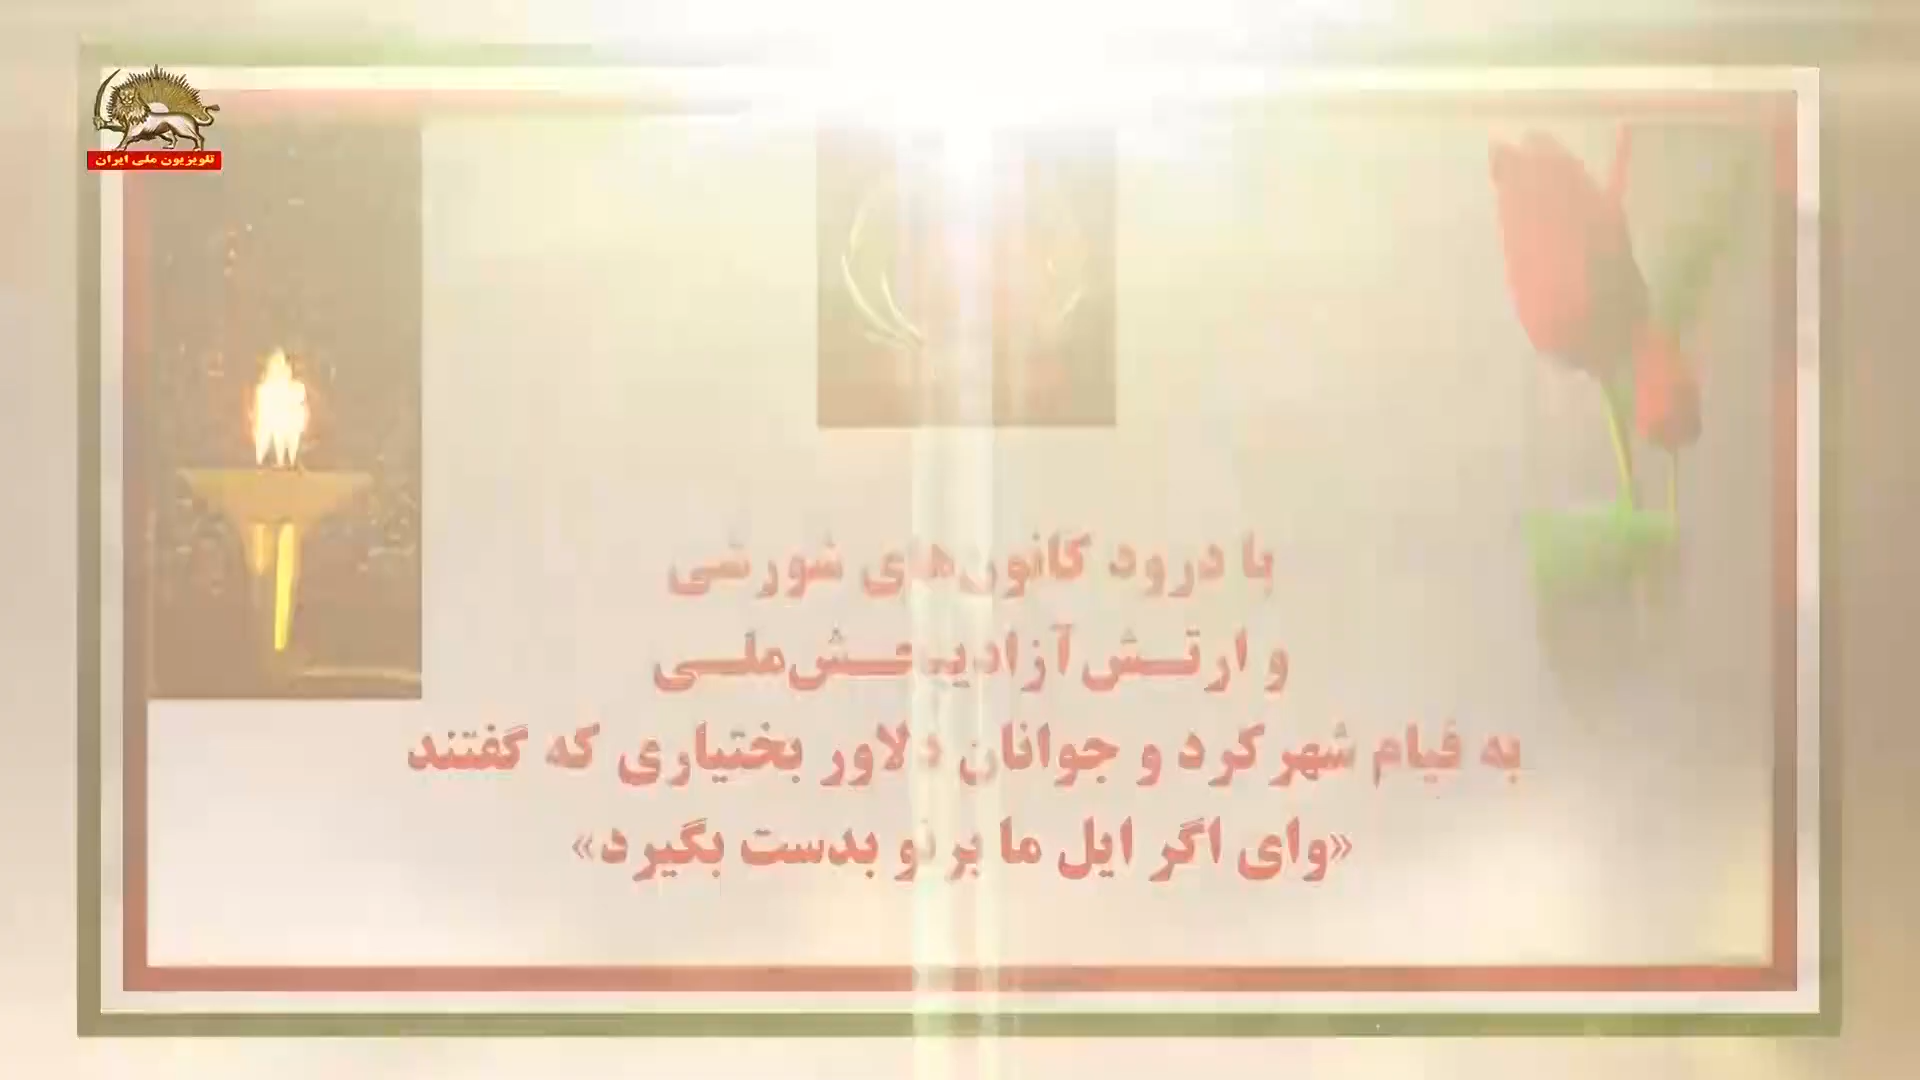 تلویزیون ملی ایران
با درود کانون‌های شورشی
و ارتش آزادیبخش ملی
به قیام شهرکرد و جوانان دلاور بختیاری که گفتند
«وای اگر ایل ما برنو بدست بگیرد»